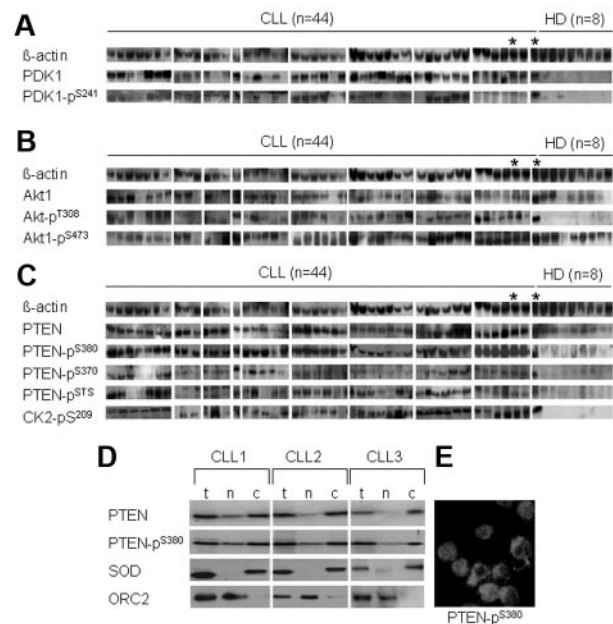 A
CLL (n=44) HD (n=8)
* *
ß-actin
PDK1
PDK1-pS241
B
CLL (n=44) HD (n=8)
* *
ß-actin
Akt1
Akt-pT308
Akt1-pS473
C
CLL (n=44) HD (n=8)
* *
ß-actin
PTEN
PTEN-pS380
PTEN-pS370
PTEN-pSTS
CK2-pS209
D
CLL1 CLL2 CLL3
t n c t n c t n c
PTEN
PTEN-pS380
SOD
ORC2
E
PTEN-pS380